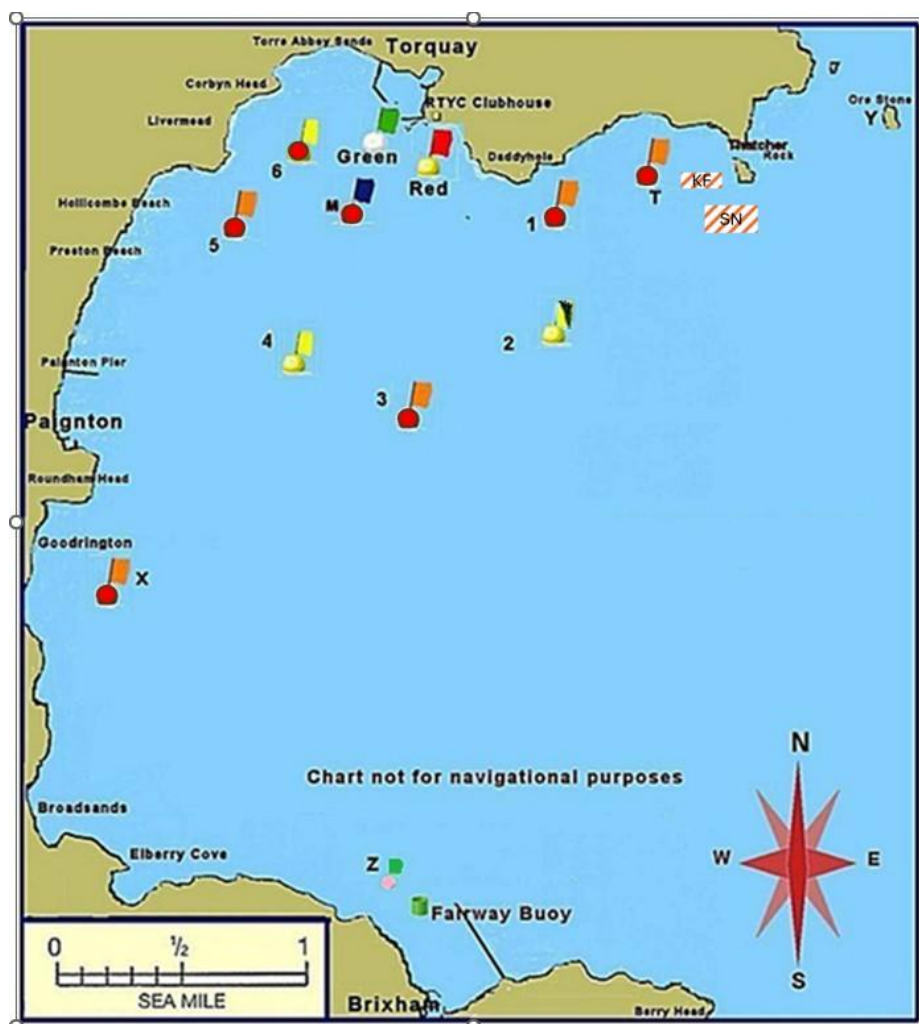 Torre Abbey Sands
Torquay
Corbyn Head
RTYC Clubhouse
Livermead
Ore Stone
Y
6
Green
Red
Daddyhole
Thatcher
Rock
KF
T
SN
Hollicombe Beach
M
1
5
Preston Beach
4
2
Paignton Pier
3
Paignton
Roundham Head
Goodrington
X
N
Chart not for navigational purposes
Broadsands
Elberry Cove
Z
W
E
Fairway Buoy
0 ½ 1
SEA MILE
S
Brixham
Berry Head